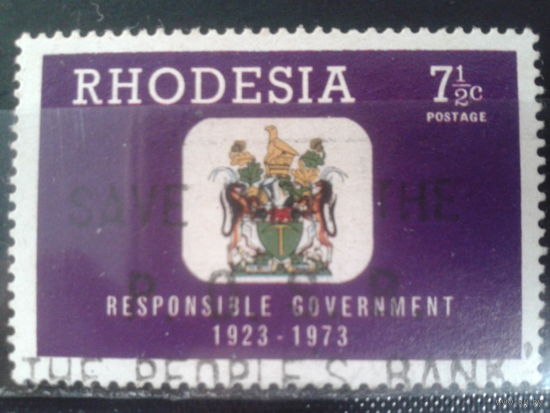 RHODESIA
7½c
POSTAGE
SAVE THE
P.O.S.B.
RESPONSIBLE GOVERNMENT
1923-1973
THE PEOPLE'S BANK